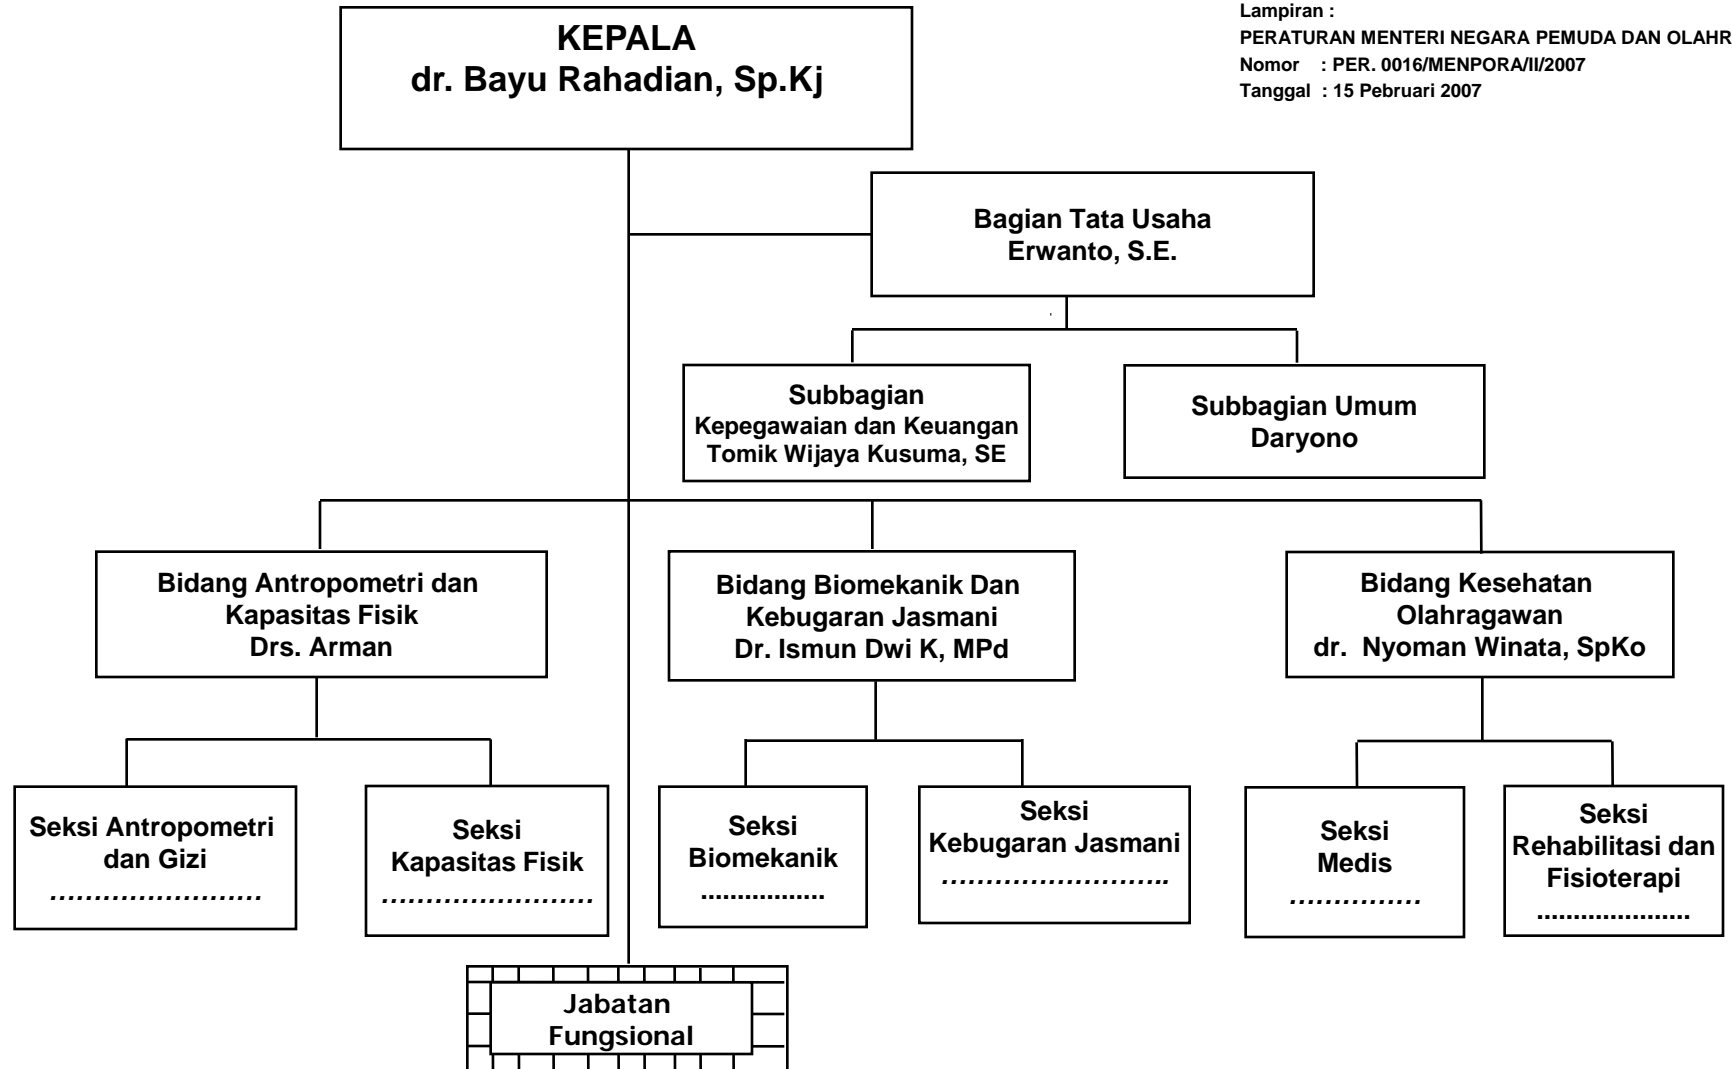 Lampiran :
PERATURAN MENTERI NEGARA PEMUDA DAN OLAHR
Nomor : PER. 0016/MENPORA/II/2007
Tanggal : 15 Pebruari 2007
KEPALA
dr. Bayu Rahadian, Sp.Kj
Bagian Tata Usaha
Erwanto, S.E.
Subbagian
Kepegawaian dan Keuangan
Tomik Wijaya Kusuma, SE
Subbagian Umum
Daryono
Bidang Antropometri dan
Kapasitas Fisik
Drs. Arman
Bidang Biomekanik Dan
Kebugaran Jasmani
Dr. Ismun Dwi K, MPd
Bidang Kesehatan
Olahragawan
dr. Nyoman Winata, SpKo
Seksi Antropometri
dan Gizi
........................
Seksi
Kapasitas Fisik
........................
Seksi
Biomekanik
.................
Seksi
Kebugaran Jasmani
..........................
Seksi
Medis
...............
Seksi
Rehabilitasi dan
Fisioterapi
.....................
Jabatan
Fungsional